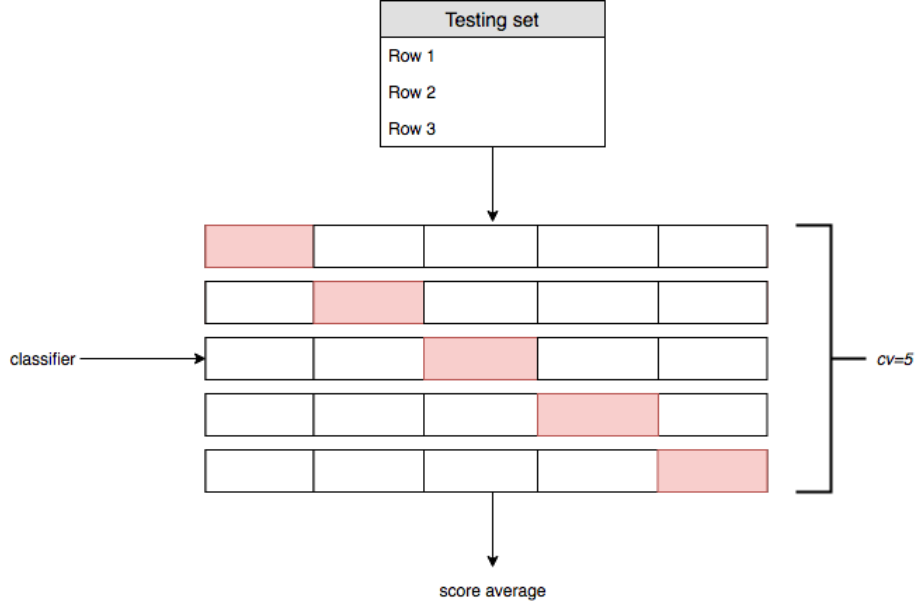 Testing set
Row 1
Row 2
Row 3
classifier
cv=5
score average